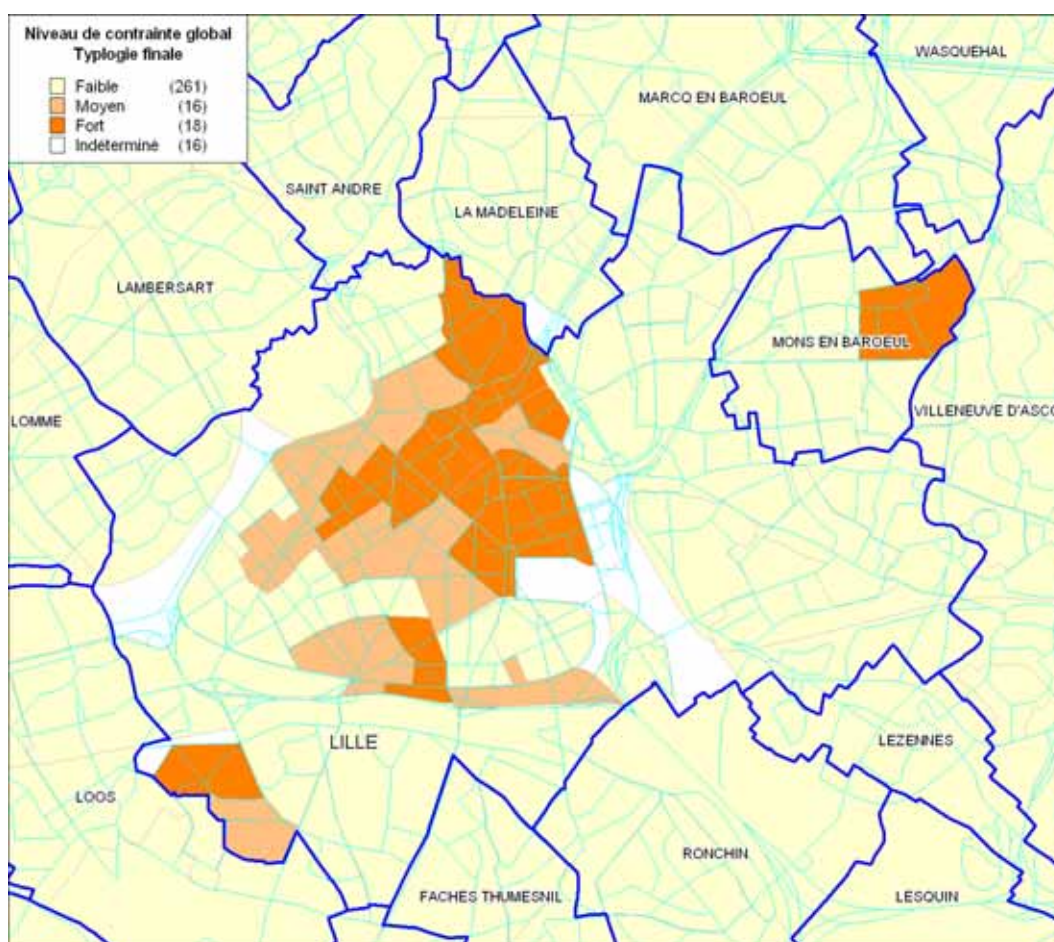 Niveau de contrainte global
Typlogie finale
Faible (261)
Moyen (16)
Fort (18)
Indéterminé (16)
WASQUEHAL
MARCQ EN BAROEUL
SAINT ANDRE
LA MADELEINE
LAMBERSART
MONS EN BAROEUL
VILLENEUVE D'ASCQ
LOMME
LILLE
LEZENNES
LOOS
RONCHIN
FACHES THUMESNIL
LESQUIN